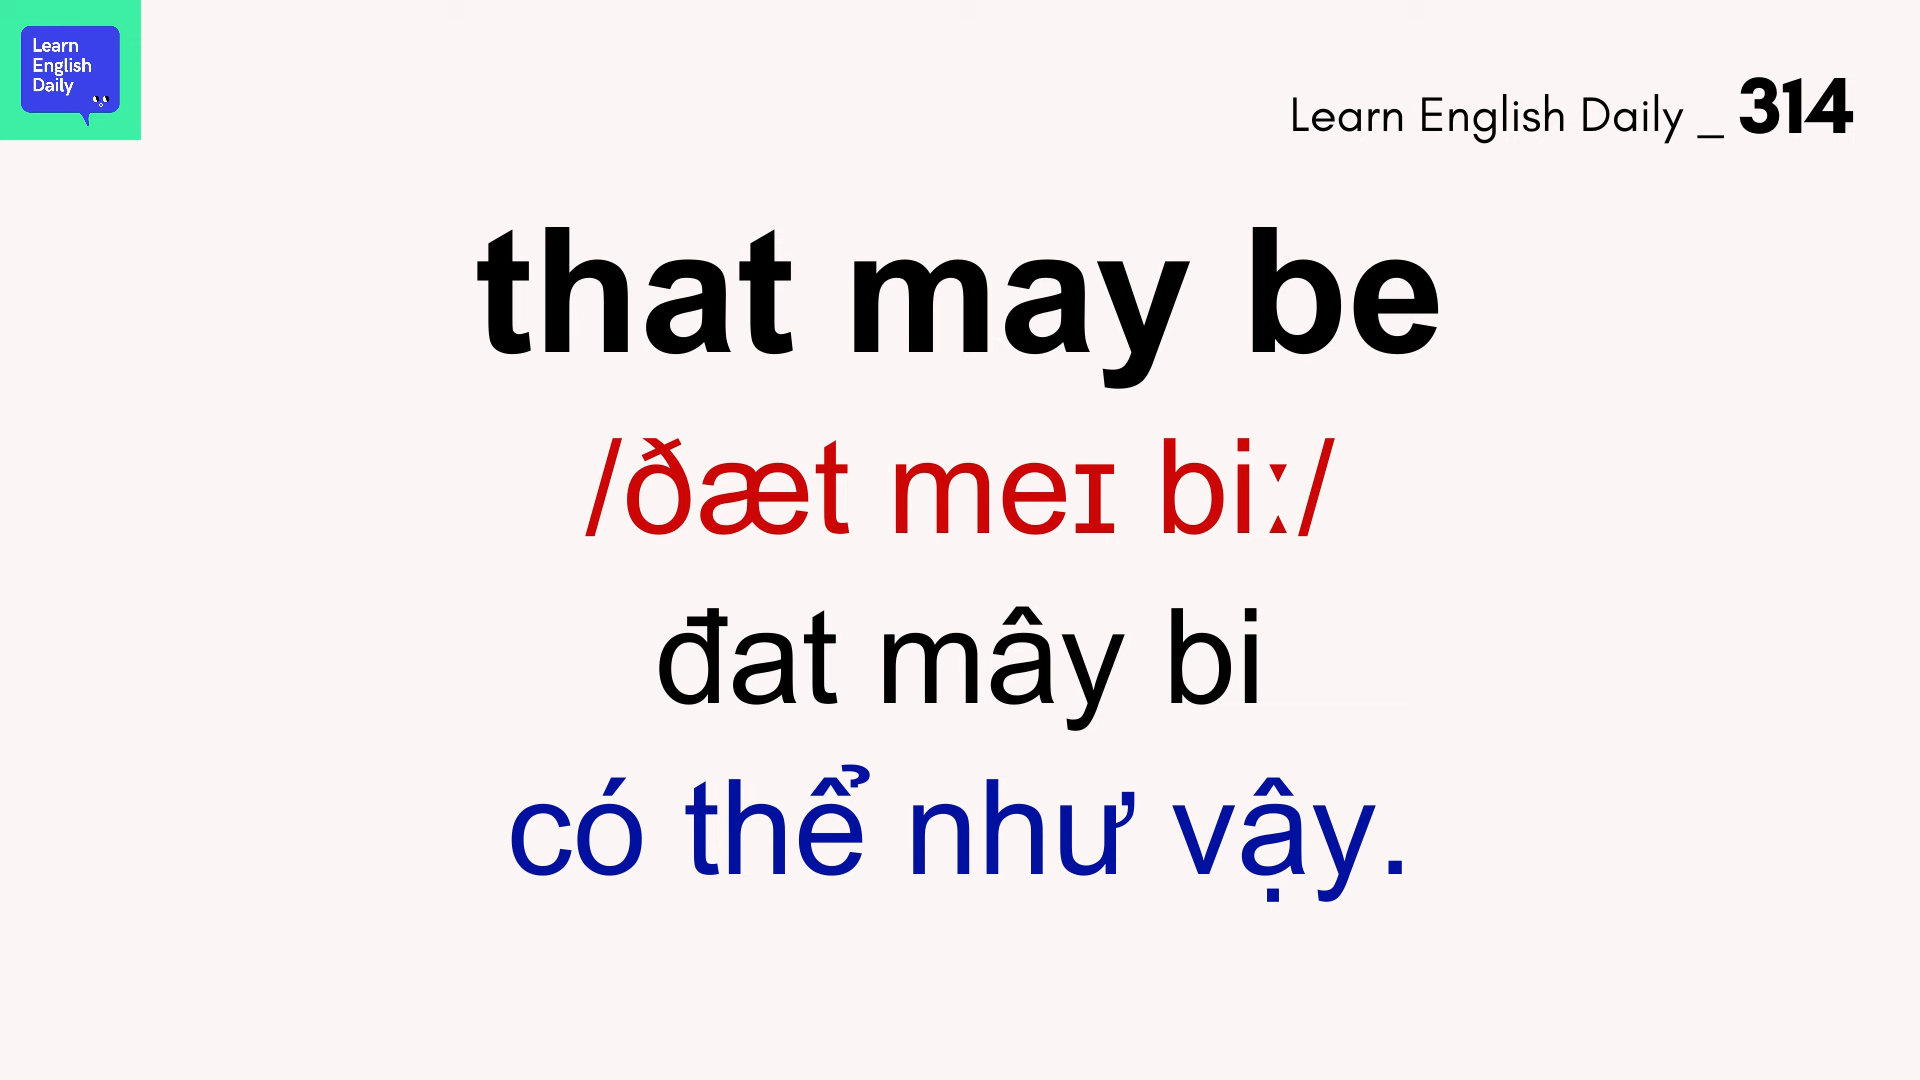 Learn
English
Daily
Learn English Daily _ 314
that may be
/ðæt meɪ biː/
đat mây bi
có thể như vậy.